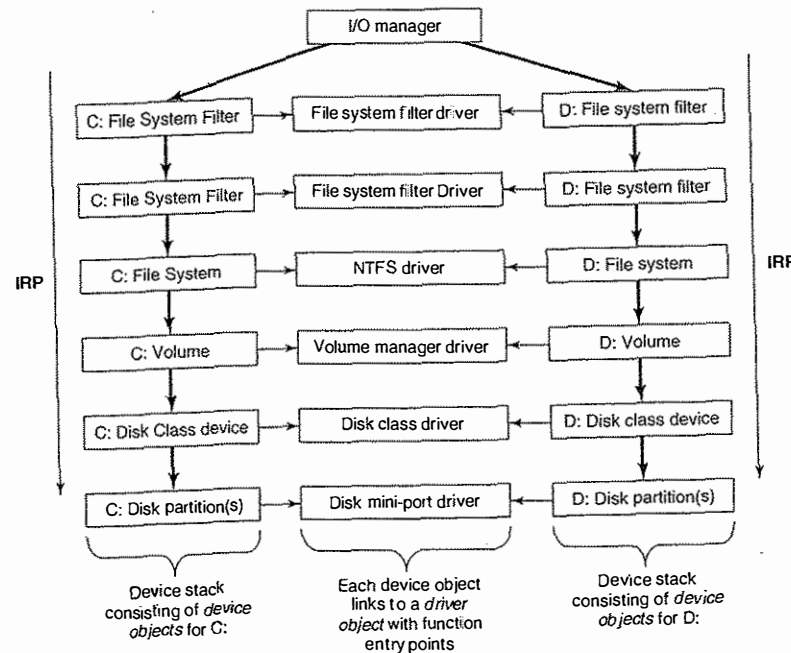 I/O manager
C: File System Filter
File system filter driver
D: File system filter
C: File System Filter
File system filter Driver
D: File system filter
IRP
C: File System
NTFS driver
D: File system
IRP
C: Volume
Volume manager driver
D: Volume
C: Disk Class device
Disk class driver
D: Disk class device
C: Disk partition(s)
Disk mini-port driver
D: Disk partition(s)
Device stack
consisting of device
objects for C:
Each device object
links to a driver
object with function
entry points
Device stack
consisting of device
objects for D: